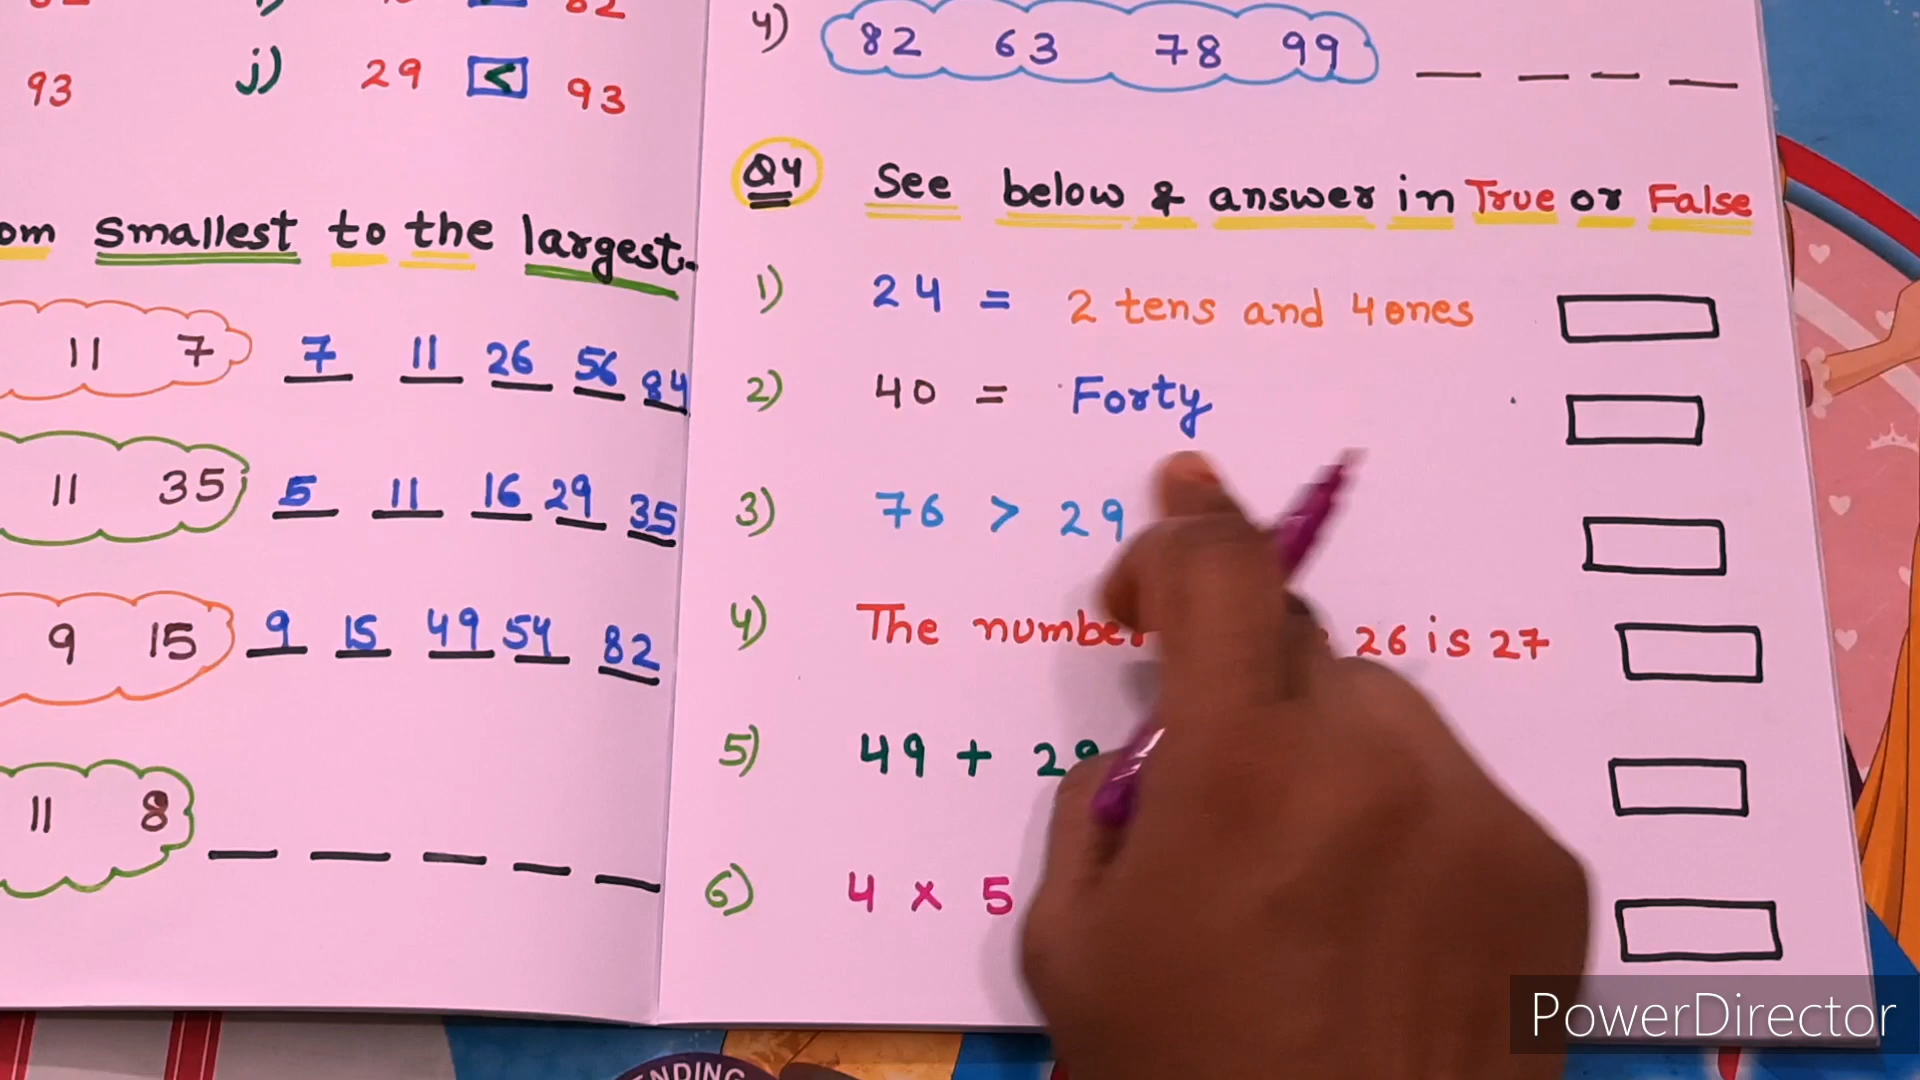 82
93 j) 29 < 93
om smallest to the largest.
11 7 7 11 26 56 84
11 35 5 11 16 29 35
9 15 9 15 49 54 82
11 8
4) 82 63 78 99
Q4 See below & answer in True or False
1) 24 = 2 tens and 4 ones
2) 40 = Forty
3) 76 > 29
4) The number 26 is 27
5) 49 + 29
6) 4 x 5
ENDING
PowerDirector